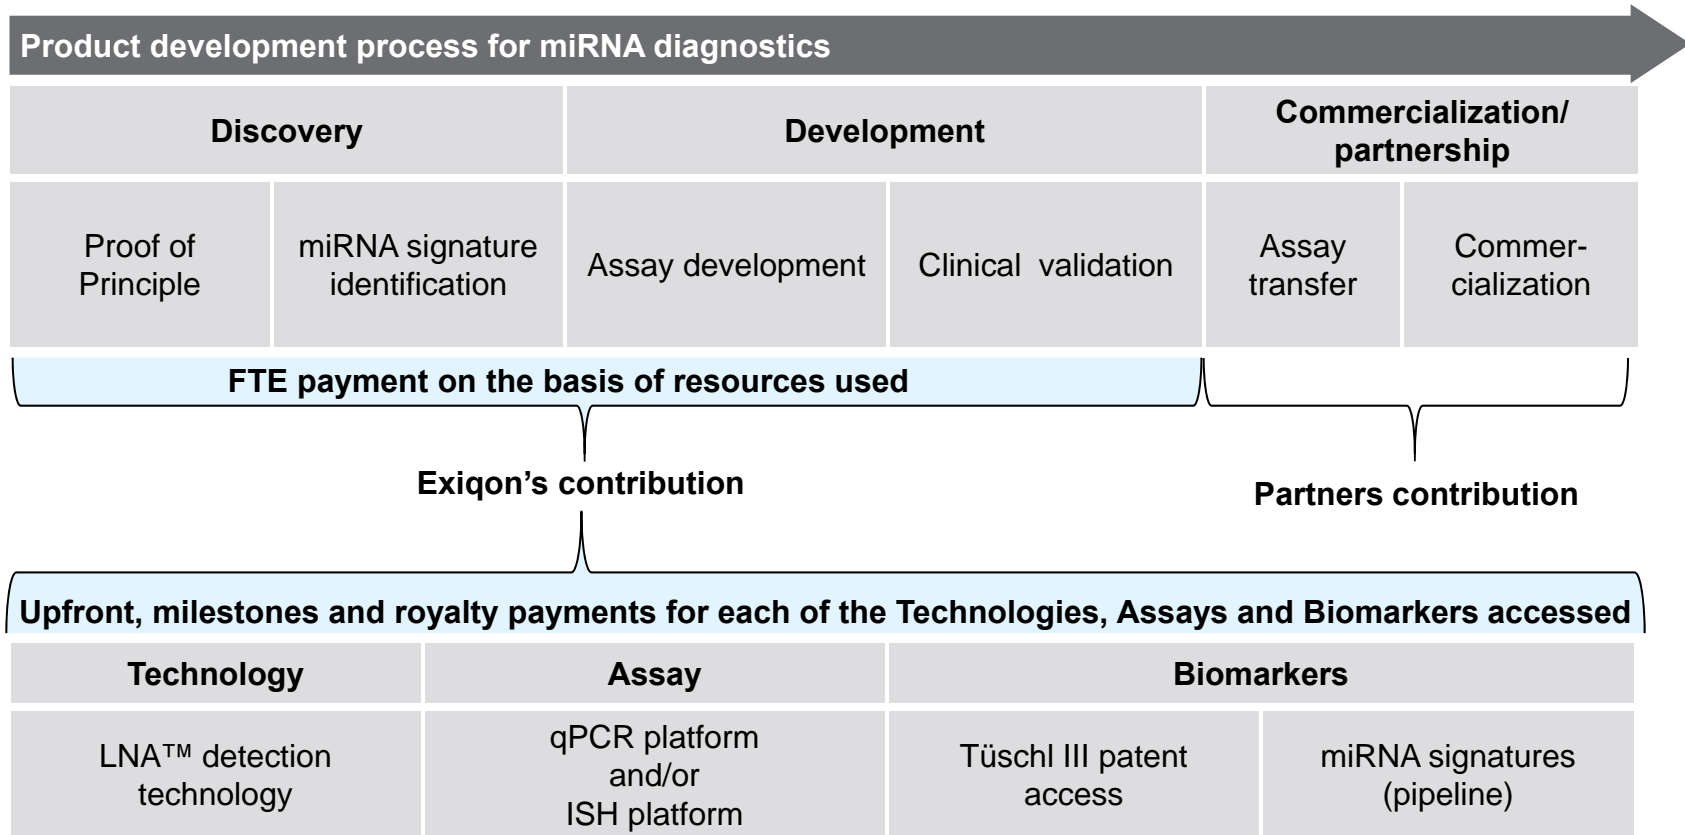 Product development process for miRNA diagnostics
Discovery
Development
Commercialization/
partnership
Proof of
Principle
miRNA signature
identification
Assay development
Clinical  validation
Assay
transfer
Commer-
cialization
FTE payment on the basis of resources used
Exiqon’s contribution
Partners contribution
Upfront, milestones and royalty payments for each of the Technologies, Assays and Biomarkers accessed
Technology
Assay
Biomarkers
LNA™ detection
technology
qPCR platform
and/or
ISH platform
Tüschl III patent
access
miRNA signatures
(pipeline)